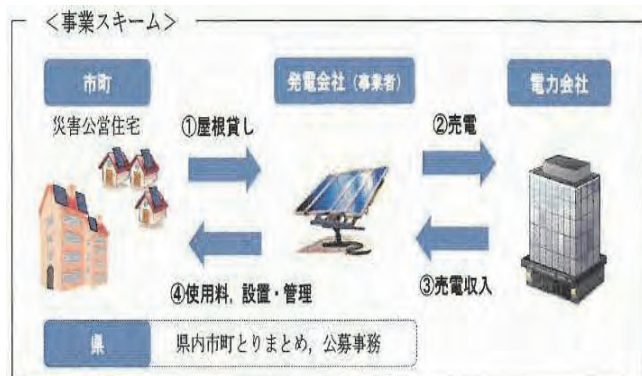 ＜事業スキーム＞
市町
発電会社（事業者）
電力会社
災害公営住宅
①屋根貸し
②売電
④使用料，設置・管理
③売電収入
県
県内市町とりまとめ，公募事務